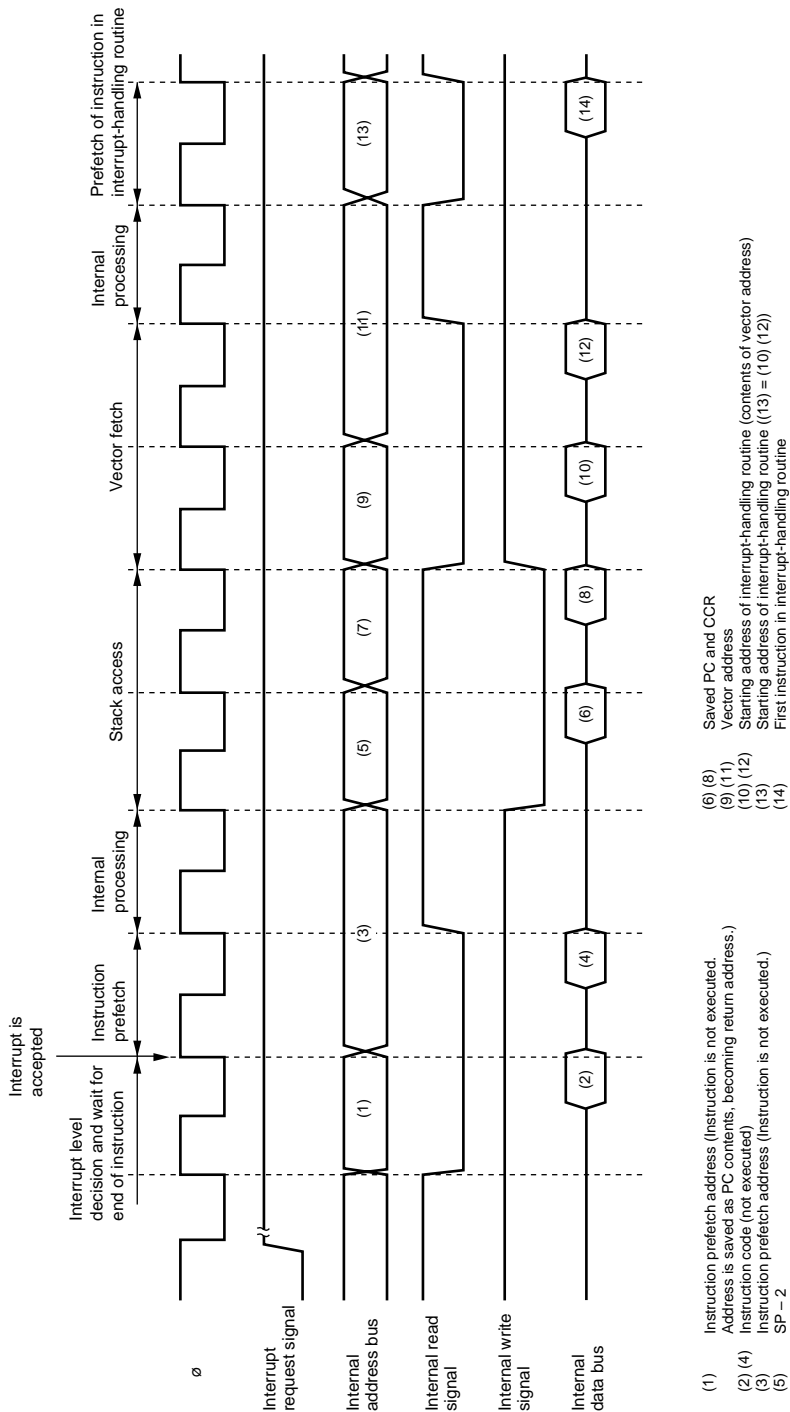 Interrupt is
accepted
Interrupt level
decision and wait for
end of instruction
Instruction
prefetch
Internal
processing
Stack access
Vector fetch
Internal
processing
Prefetch of instruction in
interrupt-handling routine
ø
Interrupt
request signal
Internal
address bus
(1)
(3)
(5)
(7)
(9)
(11)
(13)
Internal read
signal
Internal write
signal
Internal
data bus
(2)
(4)
(6)
(8)
(10)
(12)
(14)
(1) Instruction prefetch address (Instruction is not executed.
Address is saved as PC contents, becoming return address.)
(2) (4) Instruction code (not executed)
(3) Instruction prefetch address (Instruction is not executed.)
(5) SP – 2
(6) (8) Saved PC and CCR
(9) (11) Vector address
(10) (12) Starting address of interrupt-handling routine (contents of vector address)
(13) Starting address of interrupt-handling routine ((13) = (10) (12))
(14) First instruction in interrupt-handling routine